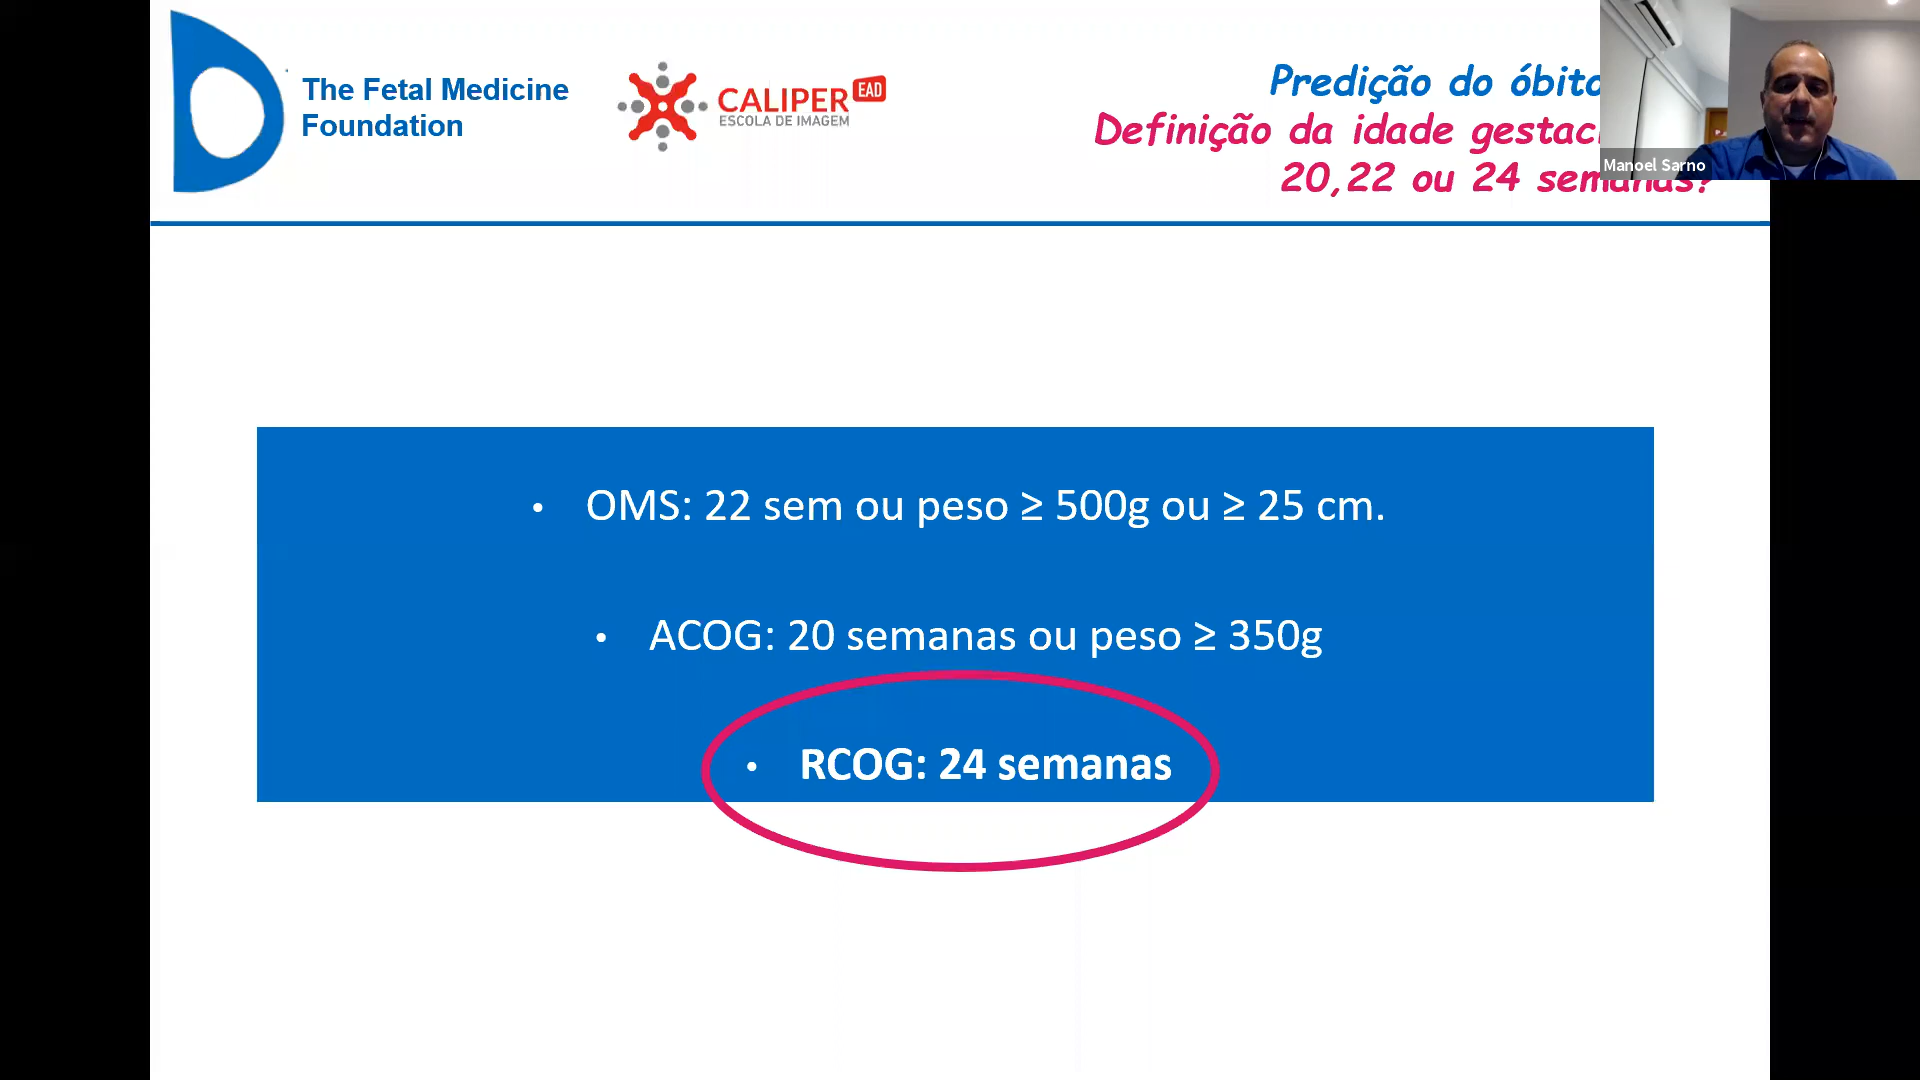 The Fetal Medicine
Foundation
CALIPER EAD
ESCOLA DE IMAGEM
Predição do óbito
Definição da idade gestac
20,22 ou 24 semanas?
Manoel Sarno
• OMS: 22 sem ou peso ≥ 500g ou ≥ 25 cm.
• ACOG: 20 semanas ou peso ≥ 350g
• RCOG: 24 semanas